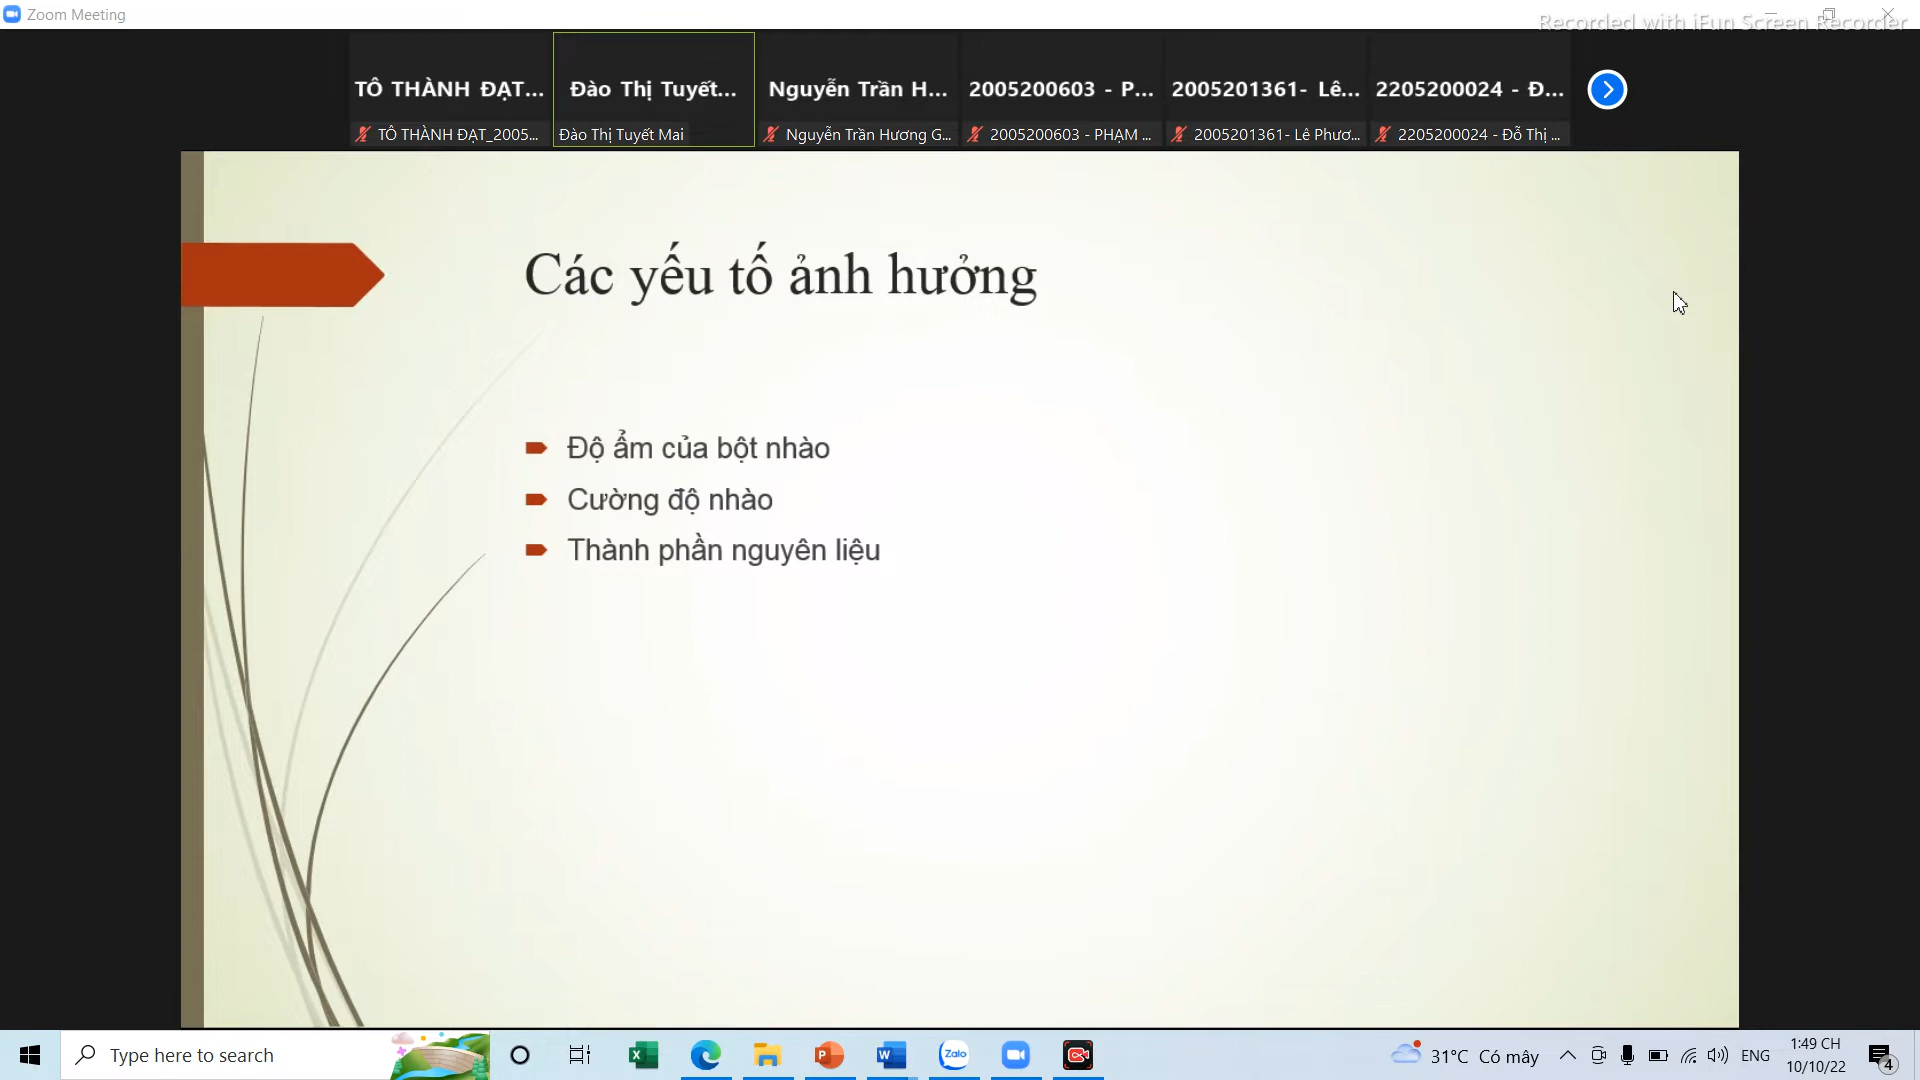 Zoom Meeting
Recorded with iFun Screen Recorder
TÔ THÀNH ĐẠT... Đào Thị Tuyết... Nguyễn Trần H... 2005200603 - P... 2005201361- Lê... 2205200024 - Đ...
TÔ THÀNH ĐẠT_2005... Đào Thị Tuyết Mai Nguyễn Trần Hương G... 2005200603 - PHẠM ... 2005201361- Lê Phươ... 2205200024 - Đỗ Thị ...
Các yếu tố ảnh hưởng
Độ ẩm của bột nhào
Cường độ nhào
Thành phần nguyên liệu
Type here to search
Zalo
31°C Có mây
ENG
1:49 CH
10/10/22
4